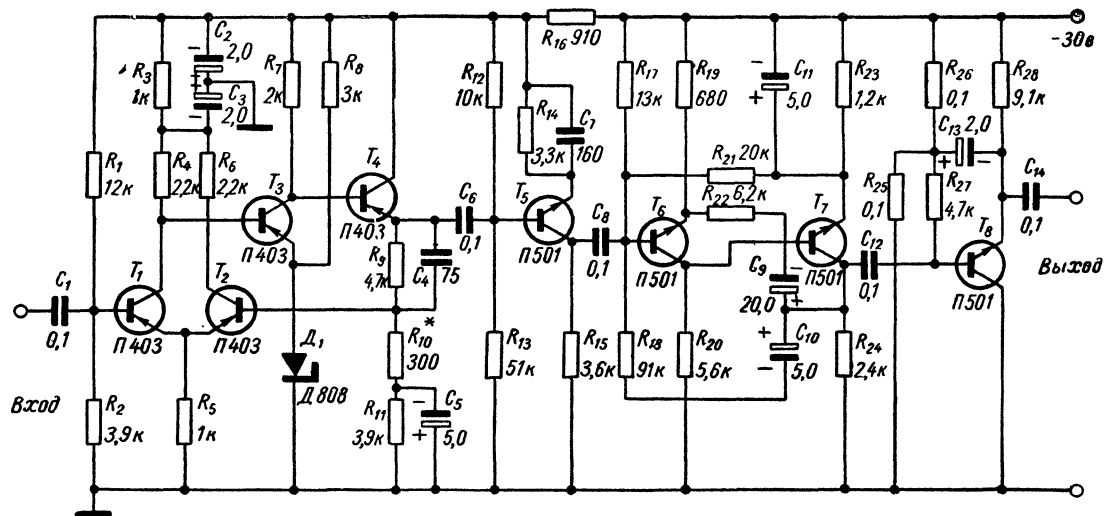 C₂
2,0
C₃
2,0
R₃
1к
R₁
12к
R₄
2,2к
R₆
2,2к
R₇
2к
R₈
3к
T₃
П403
T₄
П403
C₁
0,1
T₁
П403
T₂
П403
Вход
R₂
3,9к
R₅
1к
Д₁
Д808
R₉
4,7к
C₄
75
R₁₀*
300
R₁₁
3,9к
C₅
5,0
C₆
0,1
R₁₂
10к
R₁₃
51к
R₁₄
3,3к
C₇
160
T₅
П501
R₁₅
3,6к
C₈
0,1
R₁₆ 910
R₁₇
13к
R₁₈
91к
R₁₉
680
T₆
П501
R₂₀
5,6к
R₂₁ 20к
R₂₂ 6,2к
C₉
20,0
C₁₀
5,0
C₁₁
5,0
R₂₃
1,2к
T₇
П501
R₂₄
2,4к
C₁₂
0,1
R₂₅
0,1
R₂₆
0,1
C₁₃ 2,0
R₂₇
4,7к
R₂₈
9,1к
T₈
П501
C₁₄
0,1
-30в
Выход